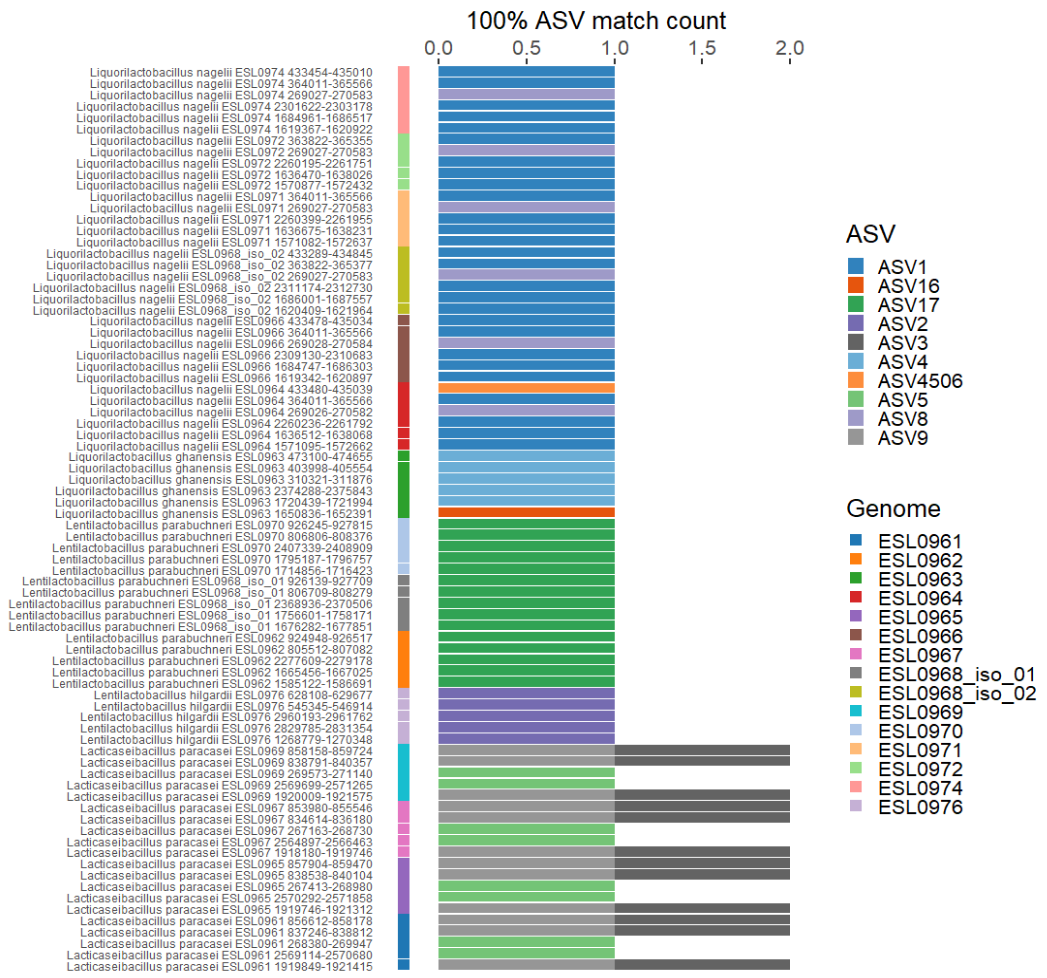 100% ASV match count
0.0 0.5 1.0 1.5 2.0
Liquorilactobacillus nagelii ESL0974 433454-435010
Liquorilactobacillus nagelii ESL0974 364011-365566
Liquorilactobacillus nagelii ESL0974 269027-270583
Liquorilactobacillus nagelii ESL0974 2301622-2303178
Liquorilactobacillus nagelii ESL0974 1684961-1686517
Liquorilactobacillus nagelii ESL0974 1619367-1620922
Liquorilactobacillus nagelii ESL0972 363822-365355
Liquorilactobacillus nagelii ESL0972 269027-270583
Liquorilactobacillus nagelii ESL0972 2260195-2261751
Liquorilactobacillus nagelii ESL0972 1636470-1638026
Liquorilactobacillus nagelii ESL0972 1570877-1572432
Liquorilactobacillus nagelii ESL0971 364011-365566
Liquorilactobacillus nagelii ESL0971 269027-270583
Liquorilactobacillus nagelii ESL0971 2260399-2261955
Liquorilactobacillus nagelii ESL0971 1636675-1638231
Liquorilactobacillus nagelii ESL0971 1571082-1572637
Liquorilactobacillus nagelii ESL0968_iso_02 433289-434845
Liquorilactobacillus nagelii ESL0968_iso_02 363822-365377
Liquorilactobacillus nagelii ESL0968_iso_02 269027-270583
Liquorilactobacillus nagelii ESL0968_iso_02 2311174-2312730
Liquorilactobacillus nagelii ESL0968_iso_02 1686001-1687557
Liquorilactobacillus nagelii ESL0968_iso_02 1620409-1621964
Liquorilactobacillus nagelii ESL0966 433478-435034
Liquorilactobacillus nagelii ESL0966 364011-365566
Liquorilactobacillus nagelii ESL0966 269028-270584
Liquorilactobacillus nagelii ESL0966 2309130-2310683
Liquorilactobacillus nagelii ESL0966 1684747-1686303
Liquorilactobacillus nagelii ESL0966 1619342-1620897
Liquorilactobacillus nagelii ESL0964 433480-435039
Liquorilactobacillus nagelii ESL0964 364011-365566
Liquorilactobacillus nagelii ESL0964 269026-270582
Liquorilactobacillus nagelii ESL0964 2260236-2261792
Liquorilactobacillus nagelii ESL0964 1636512-1638068
Liquorilactobacillus nagelii ESL0964 1571095-1572662
Liquorilactobacillus ghanensis ESL0963 473100-474655
Liquorilactobacillus ghanensis ESL0963 403998-405554
Liquorilactobacillus ghanensis ESL0963 310321-311876
Liquorilactobacillus ghanensis ESL0963 2374288-2375843
Liquorilactobacillus ghanensis ESL0963 1720439-1721994
Liquorilactobacillus ghanensis ESL0963 1650836-1652391
Lentilactobacillus parabuchneri ESL0970 926245-927815
Lentilactobacillus parabuchneri ESL0970 806806-808376
Lentilactobacillus parabuchneri ESL0970 2407339-2408909
Lentilactobacillus parabuchneri ESL0970 1795187-1796757
Lentilactobacillus parabuchneri ESL0970 1714856-1716423
Lentilactobacillus parabuchneri ESL0968_iso_01 926139-927709
Lentilactobacillus parabuchneri ESL0968_iso_01 806709-808279
Lentilactobacillus parabuchneri ESL0968_iso_01 2368936-2370506
Lentilactobacillus parabuchneri ESL0968_iso_01 1756601-1758171
Lentilactobacillus parabuchneri ESL0968_iso_01 1676282-1677851
Lentilactobacillus parabuchneri ESL0962 924948-926517
Lentilactobacillus parabuchneri ESL0962 805512-807082
Lentilactobacillus parabuchneri ESL0962 2277609-2279178
Lentilactobacillus parabuchneri ESL0962 1665456-1667025
Lentilactobacillus parabuchneri ESL0962 1585122-1586691
Lentilactobacillus hilgardii ESL0976 628108-629677
Lentilactobacillus hilgardii ESL0976 545345-546914
Lentilactobacillus hilgardii ESL0976 2960193-2961762
Lentilactobacillus hilgardii ESL0976 2829785-2831354
Lentilactobacillus hilgardii ESL0976 1268779-1270348
Lacticaseibacillus paracasei ESL0969 858158-859724
Lacticaseibacillus paracasei ESL0969 838791-840357
Lacticaseibacillus paracasei ESL0969 269573-271140
Lacticaseibacillus paracasei ESL0969 2569699-2571265
Lacticaseibacillus paracasei ESL0969 1920009-1921575
Lacticaseibacillus paracasei ESL0967 853980-855546
Lacticaseibacillus paracasei ESL0967 834614-836180
Lacticaseibacillus paracasei ESL0967 267163-268730
Lacticaseibacillus paracasei ESL0967 2564897-2566463
Lacticaseibacillus paracasei ESL0967 1918180-1919746
Lacticaseibacillus paracasei ESL0965 857904-859470
Lacticaseibacillus paracasei ESL0965 838538-840104
Lacticaseibacillus paracasei ESL0965 267413-268980
Lacticaseibacillus paracasei ESL0965 2570292-2571858
Lacticaseibacillus paracasei ESL0965 1919746-1921312
Lacticaseibacillus paracasei ESL0961 856612-858178
Lacticaseibacillus paracasei ESL0961 837246-838812
Lacticaseibacillus paracasei ESL0961 268380-269947
Lacticaseibacillus paracasei ESL0961 2569114-2570680
Lacticaseibacillus paracasei ESL0961 1919849-1921415
ASV
ASV1
ASV16
ASV17
ASV2
ASV3
ASV4
ASV4506
ASV5
ASV8
ASV9
Genome
ESL0961
ESL0962
ESL0963
ESL0964
ESL0965
ESL0966
ESL0967
ESL0968_iso_01
ESL0968_iso_02
ESL0969
ESL0970
ESL0971
ESL0972
ESL0974
ESL0976